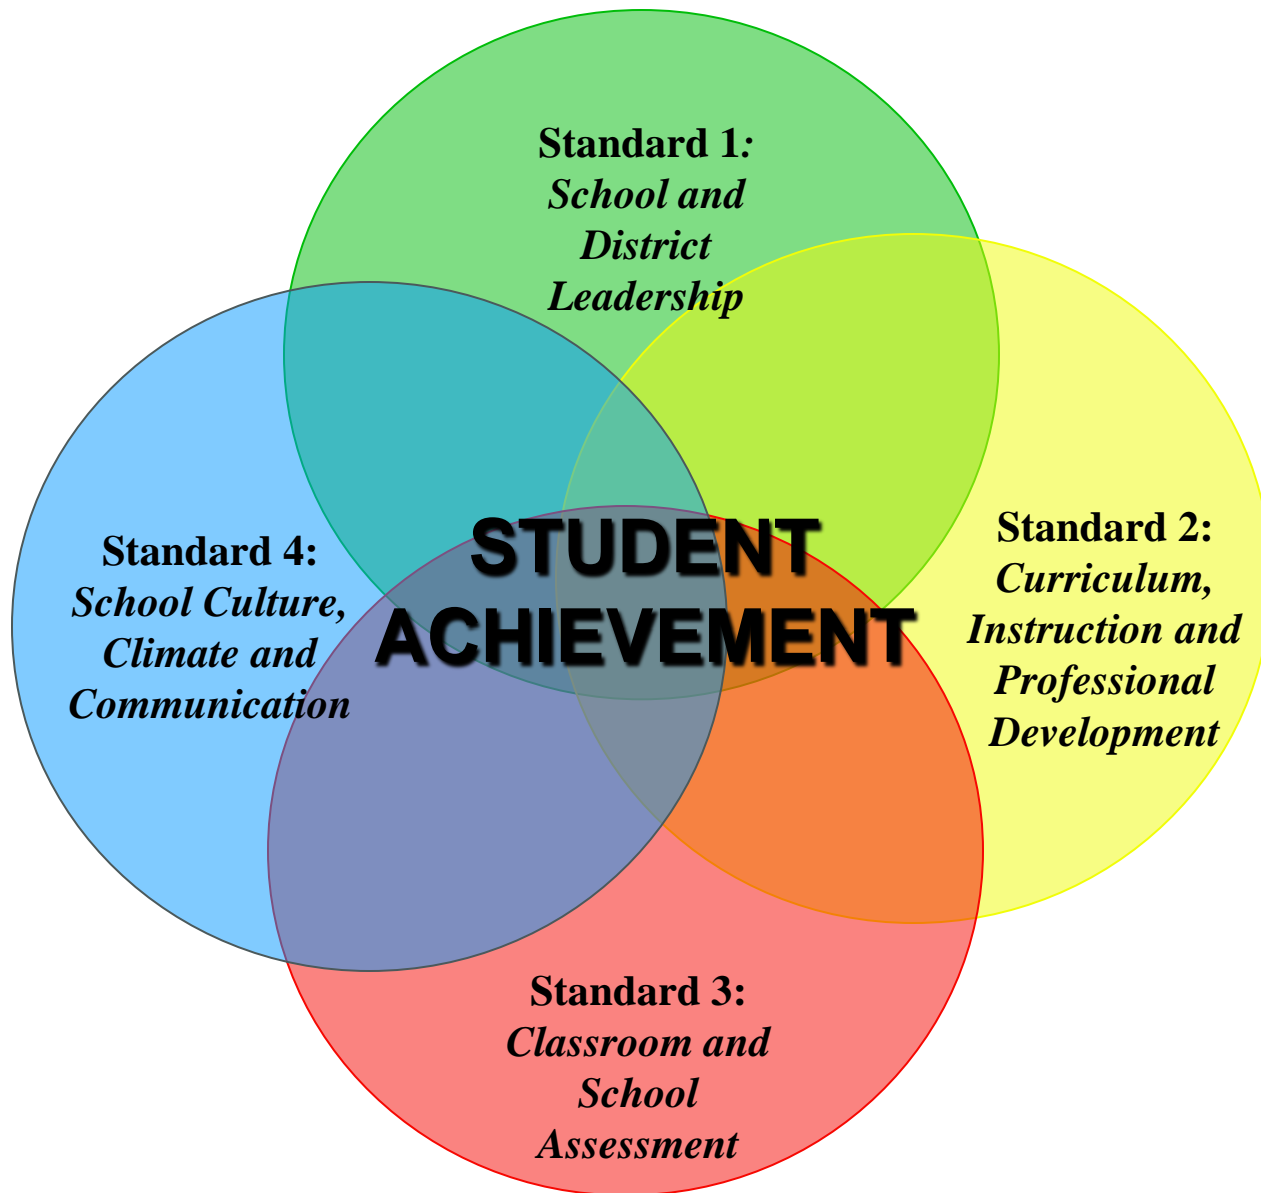 Standard 1:
School and
District
Leadership
STUDENT
ACHIEVEMENT
Standard 2:
Curriculum,
Instruction and
Professional
Development
Standard 4:
School Culture,
Climate and
Communication
Standard 3:
Classroom and
School
Assessment